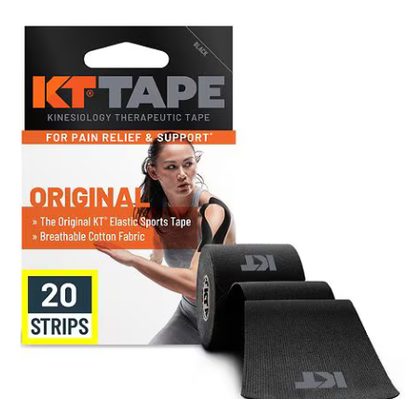 BLACK
KT TAPE
KINESIOLOGY THERAPEUTIC TAPE
FOR PAIN RELIEF & SUPPORT*
ORIGINAL
» The Original KT® Elastic Sports Tape
» Breathable Cotton Fabric
20
STRIPS
KT
KT
KT